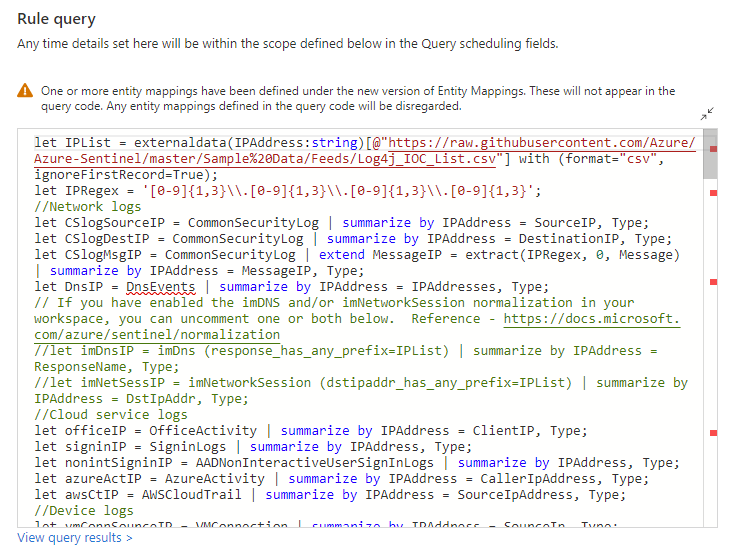 Rule query
Any time details set here will be within the scope defined below in the Query scheduling fields.
One or more entity mappings have been defined under the new version of Entity Mappings. These will not appear in the
query code. Any entity mappings defined in the query code will be disregarded.
let IPList = externaldata(IPAddress:string)[@"https://raw.githubusercontent.com/Azure/
Azure-Sentinel/master/Sample%20Data/Feeds/Log4j_IOC_List.csv"] with (format="csv",
ignoreFirstRecord=True);
let IPRegex = '[0-9]{1,3}\\.[0-9]{1,3}\\.[0-9]{1,3}\\.[0-9]{1,3}';
//Network logs
let CSlogSourceIP = CommonSecurityLog | summarize by IPAddress = SourceIP, Type;
let CSlogDestIP = CommonSecurityLog | summarize by IPAddress = DestinationIP, Type;
let CSlogMsgIP = CommonSecurityLog | extend MessageIP = extract(IPRegex, 0, Message)
| summarize by IPAddress = MessageIP, Type;
let DnsIP = DnsEvents | summarize by IPAddress = IPAddresses, Type;
// If you have enabled the imDNS and/or imNetworkSession normalization in your
workspace, you can uncomment one or both below.  Reference - https://docs.microsoft.
com/azure/sentinel/normalization
//let imDnsIP = imDns (response_has_any_prefix=IPList) | summarize by IPAddress =
ResponseName, Type;
//let imNetSessIP = imNetworkSession (dstipaddr_has_any_prefix=IPList) | summarize by
IPAddress = DstIpAddr, Type;
//Cloud service logs
let officeIP = OfficeActivity | summarize by IPAddress = ClientIP, Type;
let signinIP = SigninLogs | summarize by IPAddress, Type;
let nonintSigninIP = AADNonInteractiveUserSignInLogs | summarize by IPAddress, Type;
let azureActIP = AzureActivity | summarize by IPAddress = CallerIpAddress, Type;
let awsCtIP = AWSCloudTrail | summarize by IPAddress = SourceIpAddress, Type;
//Device logs
let vmConnSourceIP = VMConnection | summarize by IPAddress = SourceIp, Type;
View query results >